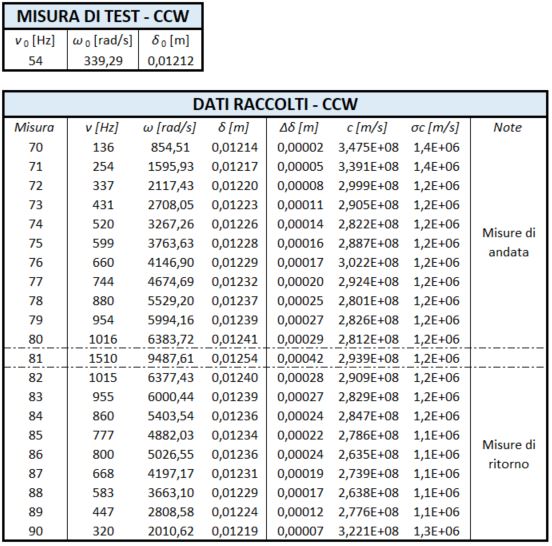 MISURA DI TEST - CCW
ν₀ [Hz] ω₀ [rad/s] δ₀ [m]
54 339,29 0,01212
DATI RACCOLTI - CCW
Misura ν [Hz] ω [rad/s] δ [m] Δδ [m] c [m/s] σc [m/s] Note
70 136 854,51 0,01214 0,00002 3,475E+08 1,4E+06
71 254 1595,93 0,01217 0,00005 3,391E+08 1,4E+06
72 337 2117,43 0,01220 0,00008 2,999E+08 1,2E+06
73 431 2708,05 0,01223 0,00011 2,905E+08 1,2E+06
74 520 3267,26 0,01226 0,00014 2,822E+08 1,2E+06
75 599 3763,63 0,01228 0,00016 2,887E+08 1,2E+06 Misure di
76 660 4146,90 0,01229 0,00017 3,022E+08 1,2E+06 andata
77 744 4674,69 0,01232 0,00020 2,924E+08 1,2E+06
78 880 5529,20 0,01237 0,00025 2,801E+08 1,2E+06
79 954 5994,16 0,01239 0,00027 2,826E+08 1,2E+06
80 1016 6383,72 0,01241 0,00029 2,812E+08 1,2E+06
81 1510 9487,61 0,01254 0,00042 2,939E+08 1,2E+06
82 1015 6377,43 0,01240 0,00028 2,909E+08 1,2E+06
83 955 6000,44 0,01239 0,00027 2,829E+08 1,2E+06
84 860 5403,54 0,01236 0,00024 2,847E+08 1,2E+06
85 777 4882,03 0,01234 0,00022 2,786E+08 1,1E+06 Misure di
86 800 5026,55 0,01236 0,00024 2,635E+08 1,1E+06 ritorno
87 668 4197,17 0,01231 0,00019 2,739E+08 1,1E+06
88 583 3663,10 0,01229 0,00017 2,638E+08 1,1E+06
89 447 2808,58 0,01224 0,00012 2,776E+08 1,1E+06
90 320 2010,62 0,01219 0,00007 3,221E+08 1,3E+06